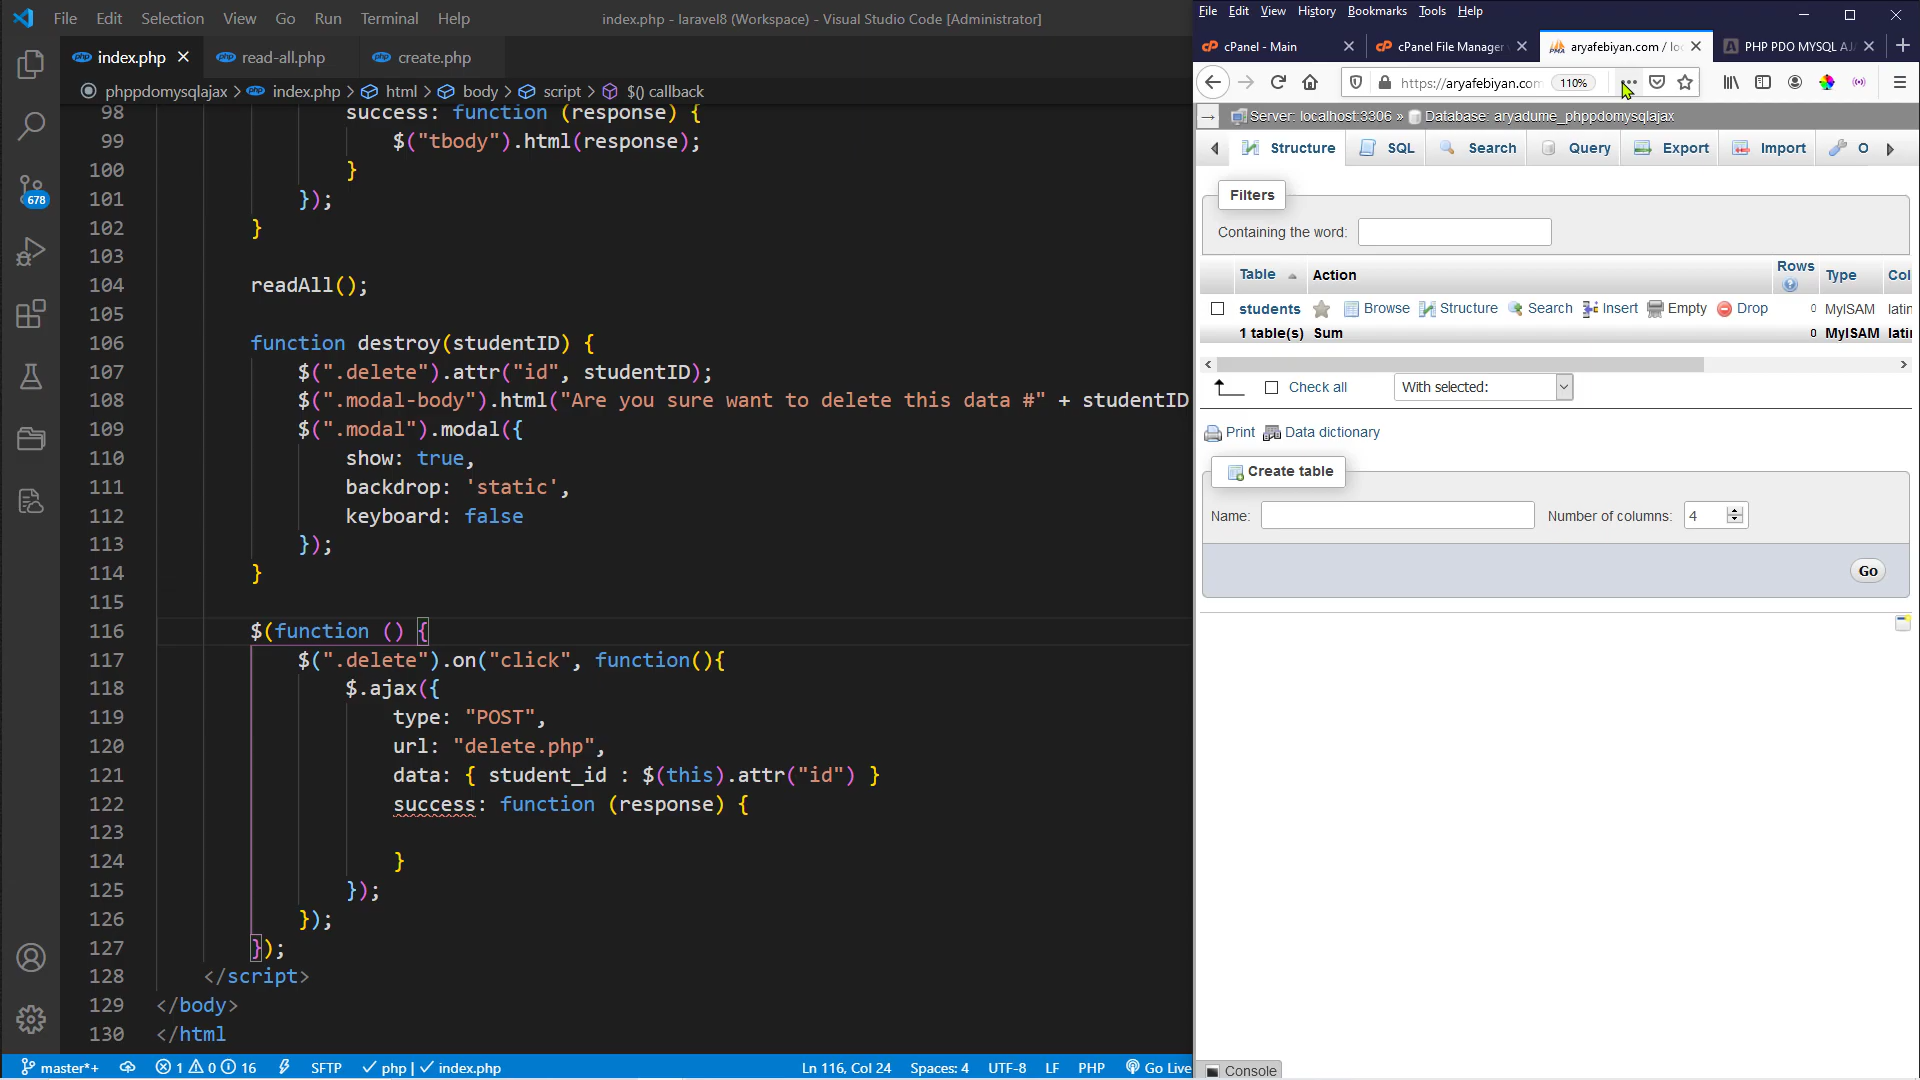 File Edit Selection View Go Run Terminal Help
index.php - laravel8 (Workspace) - Visual Studio Code [Administrator]
index.php
read-all.php
create.php
phppdomysqlajax > index.php > html > body > script > $() callback
98 success: function (response) {
99 $("tbody").html(response);
100 }
101 });
102 }
103
104 readAll();
105
106 function destroy(studentID) {
107 $(".delete").attr("id", studentID);
108 $(".modal-body").html("Are you sure want to delete this data #" + studentID
109 $(".modal").modal({
110 show: true,
111 backdrop: 'static',
112 keyboard: false
113 });
114 }
115
116 $(function () {
117 $(".delete").on("click", function(){
118 $.ajax({
119 type: "POST",
120 url: "delete.php",
121 data: { student_id : $(this).attr("id") }
122 success: function (response) {
123
124 }
125 });
126 });
127 });
128 </script>
129 </body>
130 </html
678
master*+ 1 0 16 SFTP php | index.php Ln 116, Col 24 Spaces: 4 UTF-8 LF PHP Go Live
File Edit View History Bookmarks Tools Help
cPanel - Main
cPanel File Manager
aryafebiyan.com / lo
PHP PDO MYSQL AJ
https://aryafebiyan.com 110%
Server: localhost:3306 » Database: aryadume_phppdomysqlajax
Structure SQL Search Query Export Import O
Filters
Containing the word:
Table Action Rows Type Col
students Browse Structure Search Insert Empty Drop 0 MyISAM latin
1 table(s) Sum 0 MyISAM latin
Check all With selected:
Print Data dictionary
Create table
Name: Number of columns: 4
Go
Console